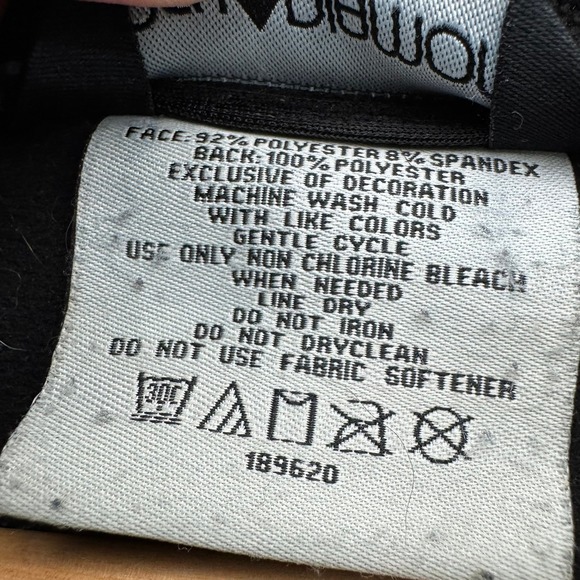 FACE: 92% POLYESTER 8% SPANDEX
BACK: 100% POLYESTER
EXCLUSIVE OF DECORATION
MACHINE WASH COLD
WITH LIKE COLORS
GENTLE CYCLE
USE ONLY NON CHLORINE BLEACH
WHEN NEEDED
LINE DRY
DO NOT IRON
DO NOT DRYCLEAN
DO NOT USE FABRIC SOFTENER
30C
189620